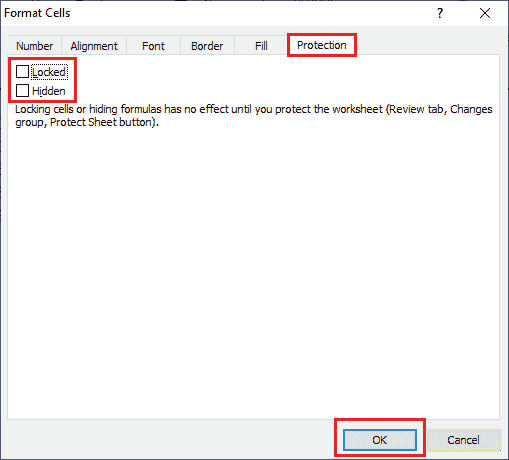 Format Cells
Number Alignment Font Border Fill Protection
Locked
Hidden
Locking cells or hiding formulas has no effect until you protect the worksheet (Review tab, Changes
group, Protect Sheet button).
OK Cancel